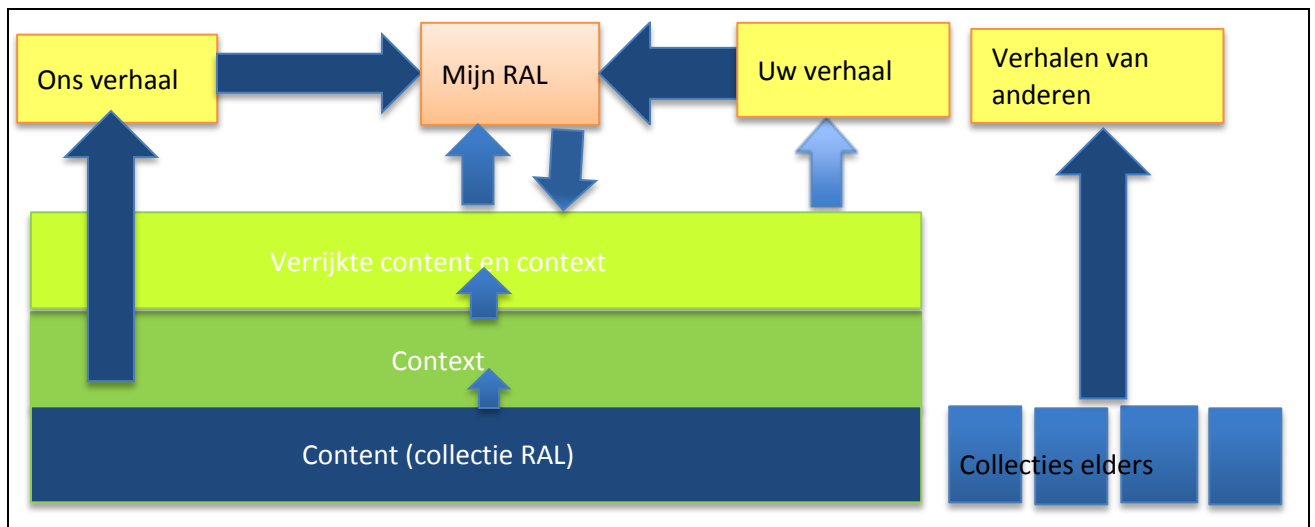 Ons verhaal
Mijn RAL
Uw verhaal
Verhalen van
anderen
Verrijkte content en context
Context
Content (collectie RAL)
Collecties elders